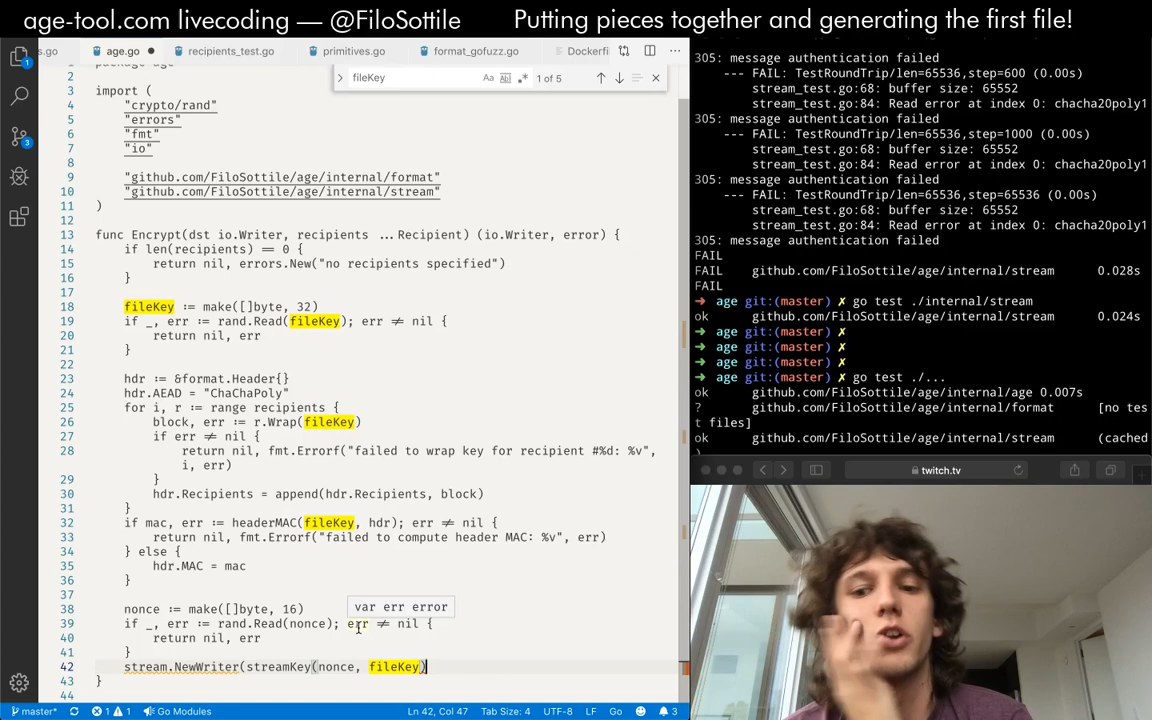 age-tool.com livecoding — @FiloSottile
Putting pieces together and generating the first file!
s.go
age.go
recipients_test.go
primitives.go
format_gofuzz.go
Dockerfi
fileKey
1 of 5
2
3 import (
4 "crypto/rand"
5 "errors"
6 "fmt"
7 "io"
8
9 "github.com/FiloSottile/age/internal/format"
10 "github.com/FiloSottile/age/internal/stream"
11 )
12
13 func Encrypt(dst io.Writer, recipients ...Recipient) (io.Writer, error) {
14 if len(recipients) == 0 {
15 return nil, errors.New("no recipients specified")
16 }
17
18 fileKey := make([]byte, 32)
19 if _, err := rand.Read(fileKey); err ≠ nil {
20 return nil, err
21 }
22
23 hdr := &format.Header{}
24 hdr.AEAD = "ChaChaPoly"
25 for i, r := range recipients {
26 block, err := r.Wrap(fileKey)
27 if err ≠ nil {
28 return nil, fmt.Errorf("failed to wrap key for recipient #%d: %v",
i, err)
29 }
30 hdr.Recipients = append(hdr.Recipients, block)
31 }
32 if mac, err := headerMAC(fileKey, hdr); err ≠ nil {
33 return nil, fmt.Errorf("failed to compute header MAC: %v", err)
34 } else {
35 hdr.MAC = mac
36 }
37
38 nonce := make([]byte, 16)
var err error
39 if _, err := rand.Read(nonce); err ≠ nil {
40 return nil, err
41 }
42 stream.NewWriter(streamKey(nonce, fileKey)
43 }
44
master*
1
1
Go Modules
Ln 42, Col 47
Tab Size: 4
UTF-8
LF
Go
3
305: message authentication failed
--- FAIL: TestRoundTrip/len=65536,step=600 (0.00s)
stream_test.go:68: buffer size: 65552
stream_test.go:84: Read error at index 0: chacha20poly1
305: message authentication failed
--- FAIL: TestRoundTrip/len=65536,step=1000 (0.00s)
stream_test.go:68: buffer size: 65552
stream_test.go:84: Read error at index 0: chacha20poly1
305: message authentication failed
--- FAIL: TestRoundTrip/len=65536,step=65536 (0.00s)
stream_test.go:68: buffer size: 65552
stream_test.go:84: Read error at index 0: chacha20poly1
305: message authentication failed
FAIL
FAIL github.com/FiloSottile/age/internal/stream 0.028s
FAIL
➜ age git:(master) ✗ go test ./internal/stream
ok github.com/FiloSottile/age/internal/stream 0.024s
➜ age git:(master) ✗
➜ age git:(master) ✗
➜ age git:(master) ✗
➜ age git:(master) ✗ go test ./...
ok github.com/FiloSottile/age/internal/age 0.007s
? github.com/FiloSottile/age/internal/format [no tes
t files]
ok github.com/FiloSottile/age/internal/stream (cached
)
twitch.tv